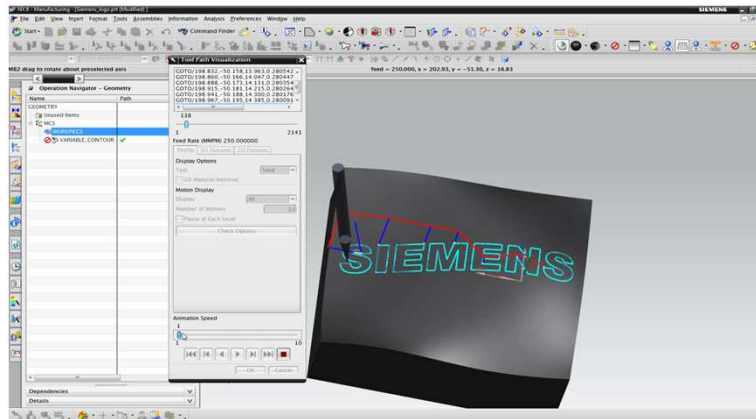 NX 8 - Manufacturing - [Siemens_logo.prt (Modified)]
SIEMENS
File Edit View Insert Format Tools Assemblies Information Analysis Preferences Window Help
Start
Command Finder
MB2 drag to rotate about preselected axis
Feed = 250.000, x = 202.93, y = -51.30, z = 16.83
Operation Navigator - Geometry
Name Path
GEOMETRY
Unused Items
MCS
WORKPIECE
VARIABLE_CONTOUR
Dependencies
Details
Tool Path Visualization
GOTO/198.832,-50.158,13.963,0.280542
GOTO/198.860,-50.166,14.047,0.280447
GOTO/198.888,-50.173,14.131,0.280354
GOTO/198.915,-50.181,14.215,0.280264
GOTO/198.941,-50.188,14.300,0.280176
GOTO/198.967,-50.195,14.385,0.280091
138
1 2141
Feed Rate (MMPM) 250.000000
Replay 3D Dynamic 2D Dynamic
Display Options
Tool Solid
2D Material Removal
Motion Display
Display All
Number of Motions
Pause at Each Level
Check Options
Animation Speed
1
1 10
OK Cancel
SIEMENS